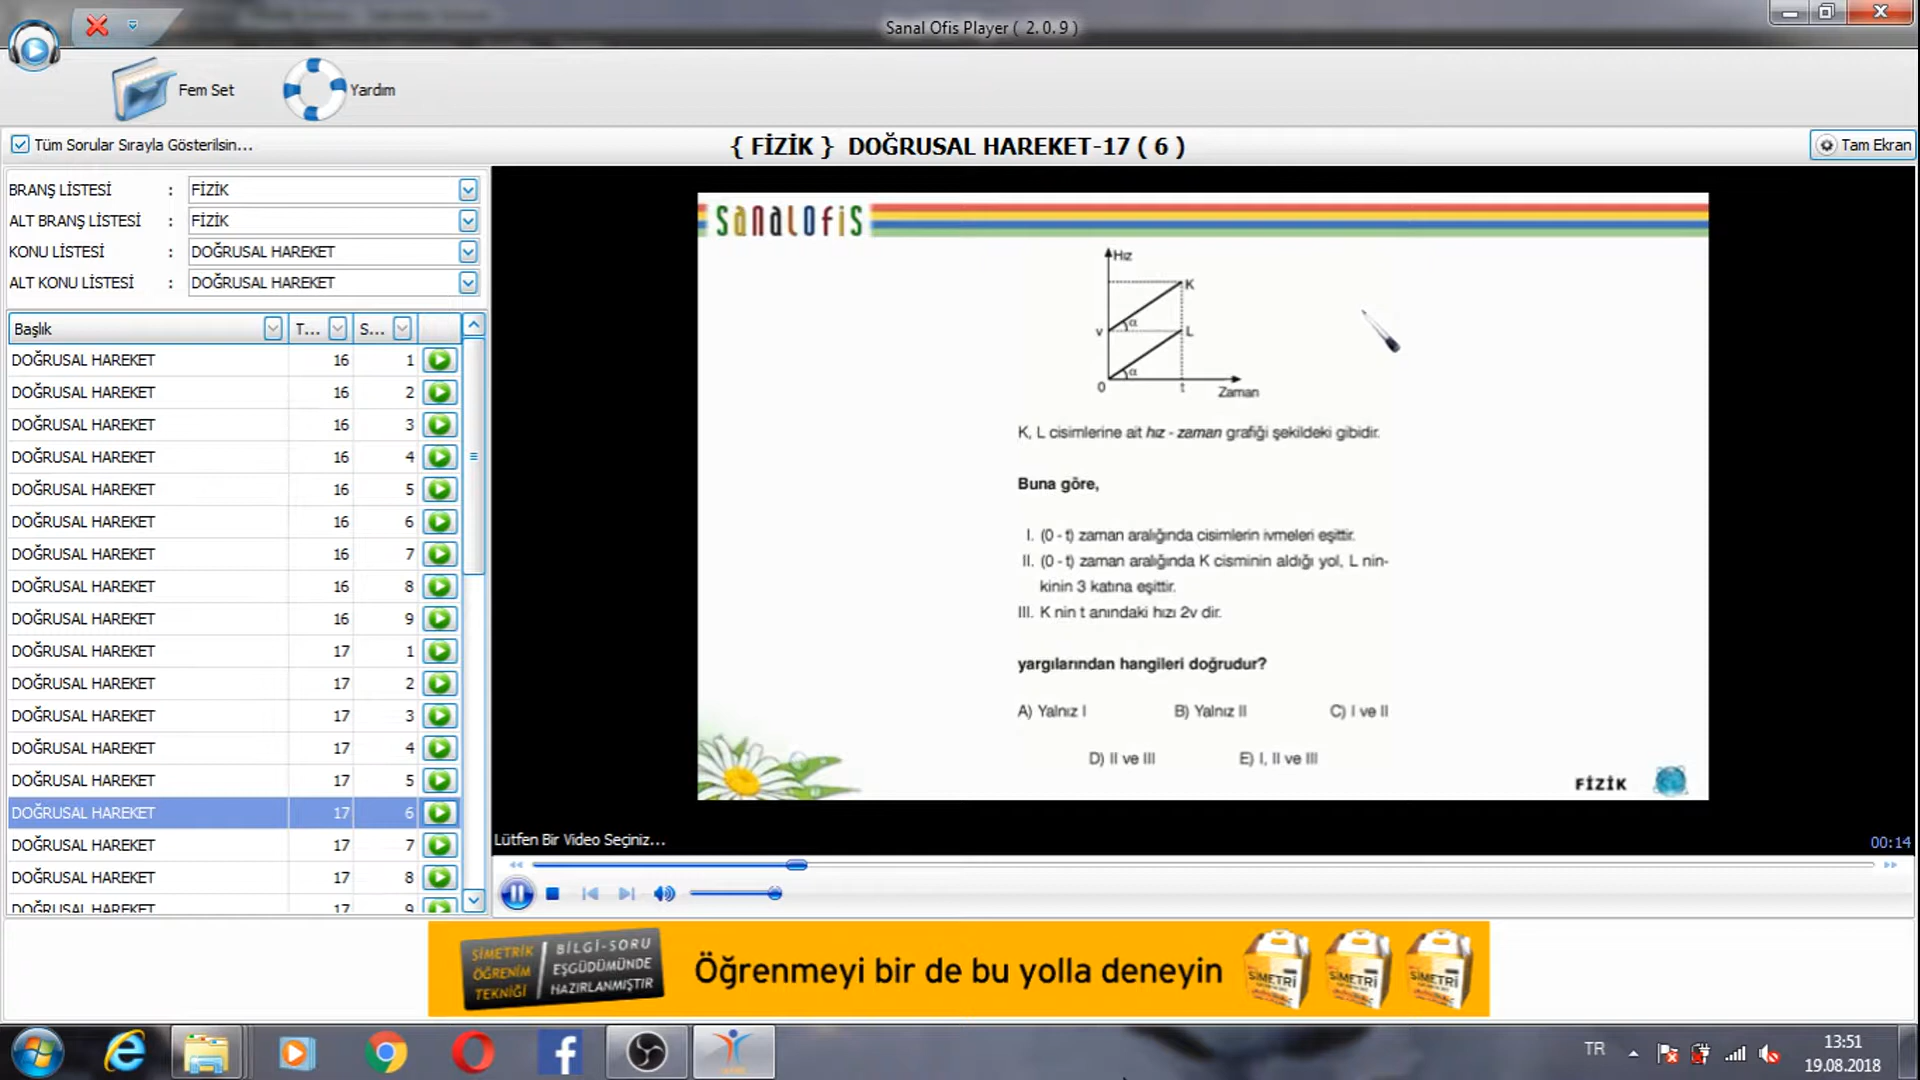 Sanal Ofis Player ( 2.0.9 )
Fem Set
Yardım
Tüm Sorular Sırayla Gösterilsin...
{ FİZİK } DOĞRUSAL HAREKET-17 ( 6 )
Tam Ekran
BRANŞ LİSTESİ : FİZİK
ALT BRANŞ LİSTESİ : FİZİK
KONU LİSTESİ : DOĞRUSAL HAREKET
ALT KONU LİSTESİ : DOĞRUSAL HAREKET
Başlık T... S...
DOĞRUSAL HAREKET 16 1
DOĞRUSAL HAREKET 16 2
DOĞRUSAL HAREKET 16 3
DOĞRUSAL HAREKET 16 4
DOĞRUSAL HAREKET 16 5
DOĞRUSAL HAREKET 16 6
DOĞRUSAL HAREKET 16 7
DOĞRUSAL HAREKET 16 8
DOĞRUSAL HAREKET 16 9
DOĞRUSAL HAREKET 17 1
DOĞRUSAL HAREKET 17 2
DOĞRUSAL HAREKET 17 3
DOĞRUSAL HAREKET 17 4
DOĞRUSAL HAREKET 17 5
DOĞRUSAL HAREKET 17 6
DOĞRUSAL HAREKET 17 7
DOĞRUSAL HAREKET 17 8
DOĞRUSAL HAREKET 17 9
SanalOfiS
Hız
K
α
v L
α
0 t
Zaman
K, L cisimlerine ait hız - zaman grafiği şekildeki gibidir.
Buna göre,
I. (0 - t) zaman aralığında cisimlerin ivmeleri eşittir.
II. (0 - t) zaman aralığında K cisminin aldığı yol, L nin-
kinin 3 katına eşittir.
III. K nin t anındaki hızı 2v dir.
yargılarından hangileri doğrudur?
A) Yalnız I B) Yalnız II C) I ve II
D) II ve III E) I, II ve III
FİZİK
Lütfen Bir Video Seçiniz...
00:14
SİMETRİK
ÖĞRENİM
TEKNİĞİ
BİLGİ-SORU
EŞGÜDÜMÜNDE
HAZIRLANMIŞTIR
Öğrenmeyi bir de bu yolla deneyin
SİMETRİ
SİMETRİ
SİMETRİ
TR
13:51
19.08.2018